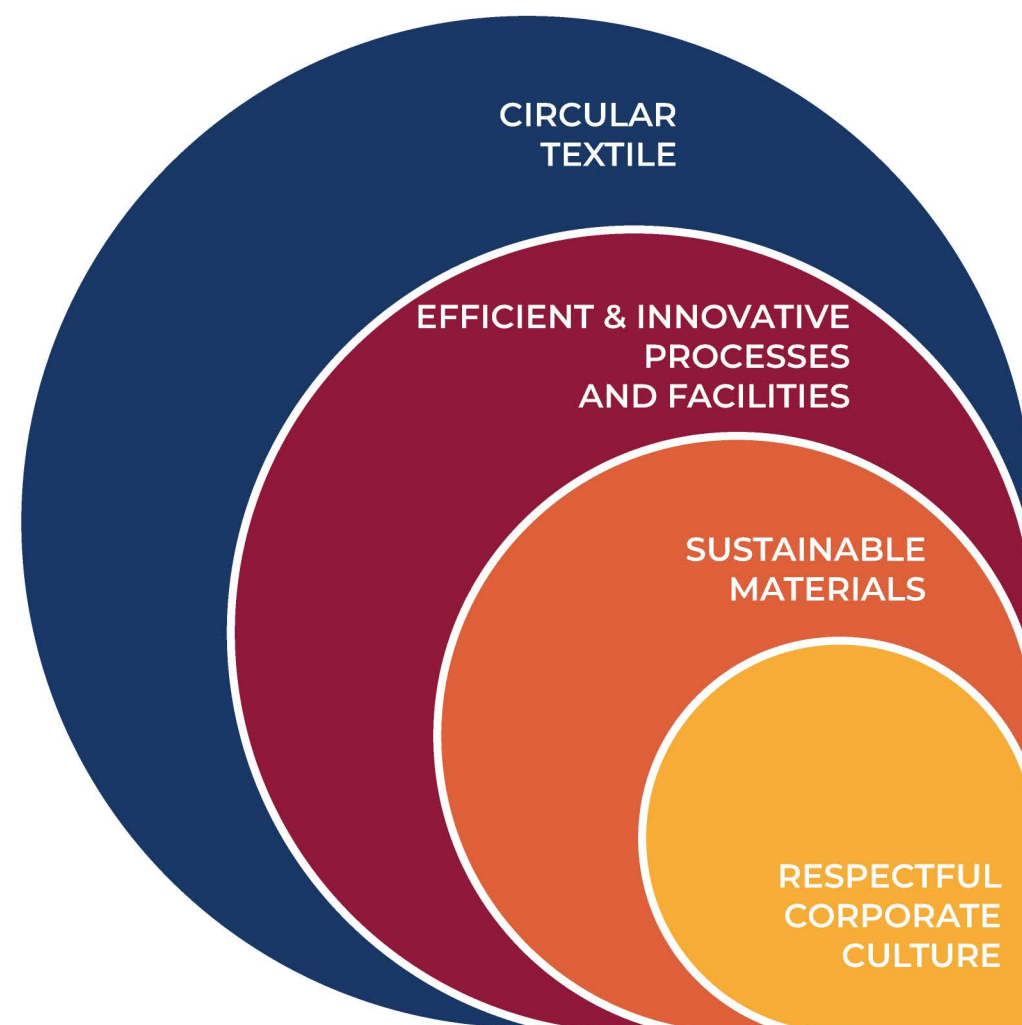 CIRCULAR
TEXTILE
EFFICIENT & INNOVATIVE
PROCESSES
AND FACILITIES
SUSTAINABLE
MATERIALS
RESPECTFUL
CORPORATE
CULTURE